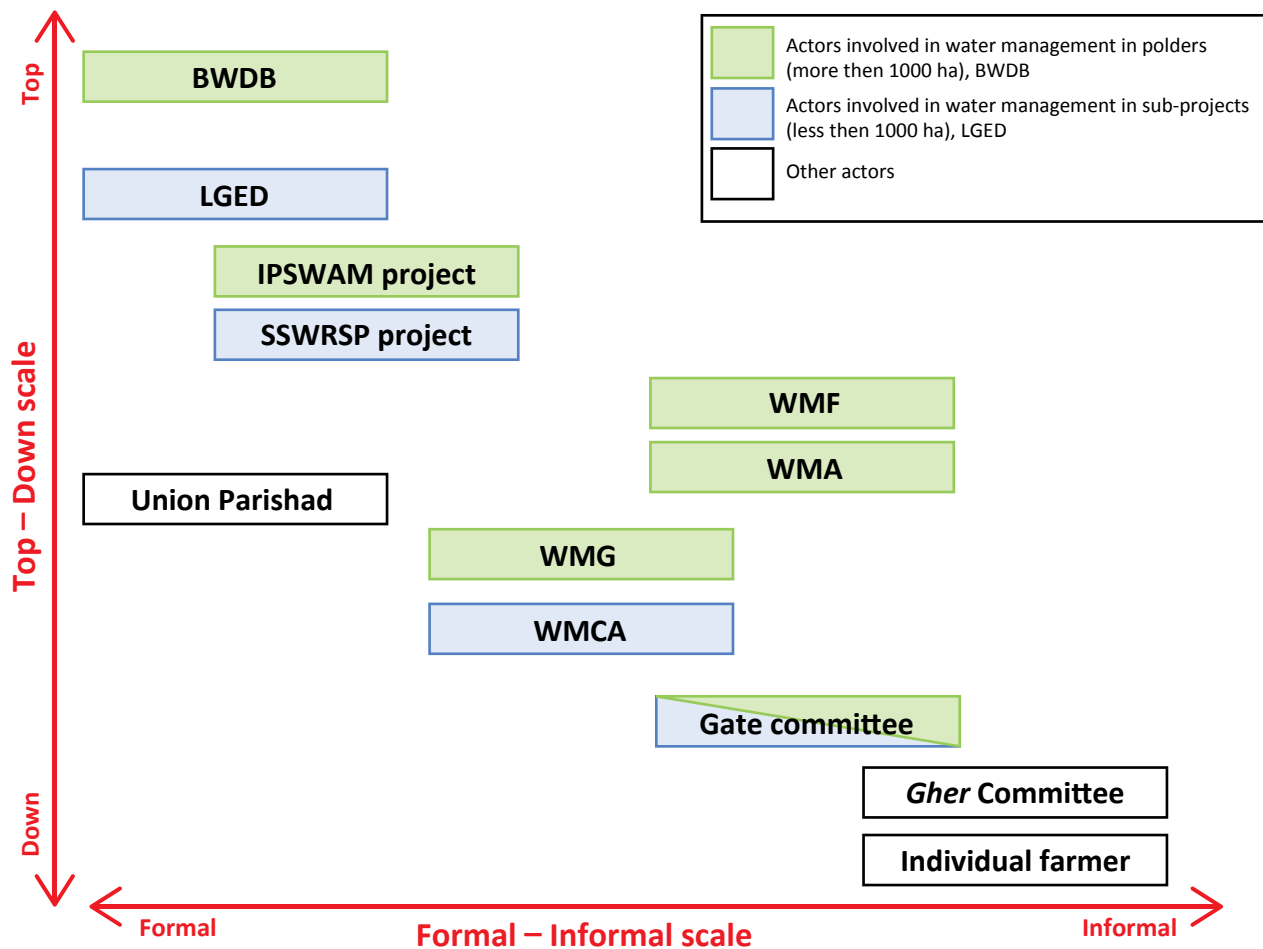 Top
BWDB
Actors involved in water management in polders
(more then 1000 ha), BWDB
Actors involved in water management in sub-projects
(less then 1000 ha), LGED
Other actors
LGED
IPSWAM project
SSWRSP project
WMF
WMA
Union Parishad
WMG
WMCA
Gate committee
Gher Committee
Individual farmer
Top – Down scale
Down
Formal
Formal – Informal scale
Informal